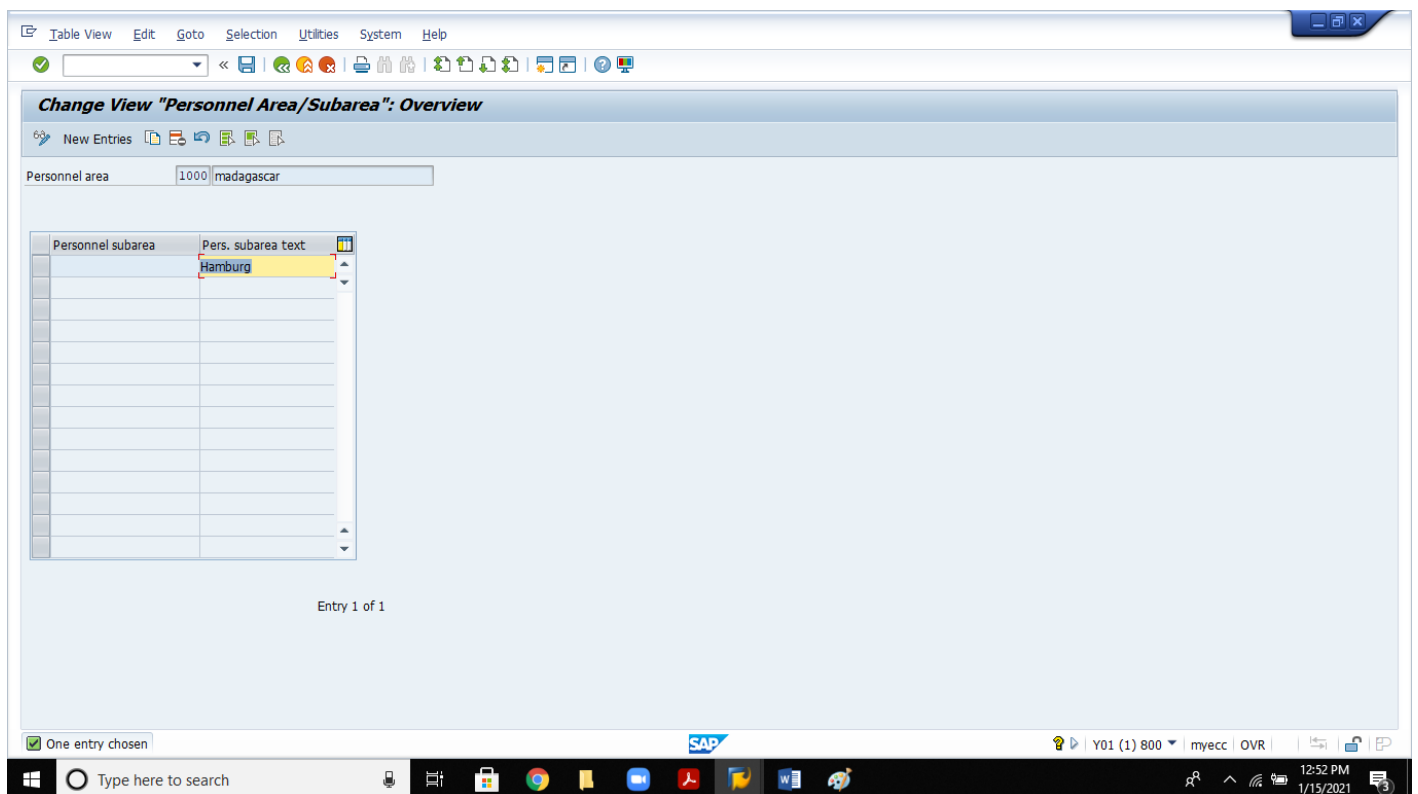 Table View Edit Goto Selection Utilities System Help
Change View "Personnel Area/Subarea": Overview
New Entries
Personnel area 1000 madagascar
Personnel subarea Pers. subarea text
Hamburg
Entry 1 of 1
One entry chosen SAP Y01 (1) 800 myecc OVR
Type here to search 12:52 PM
1/15/2021 3